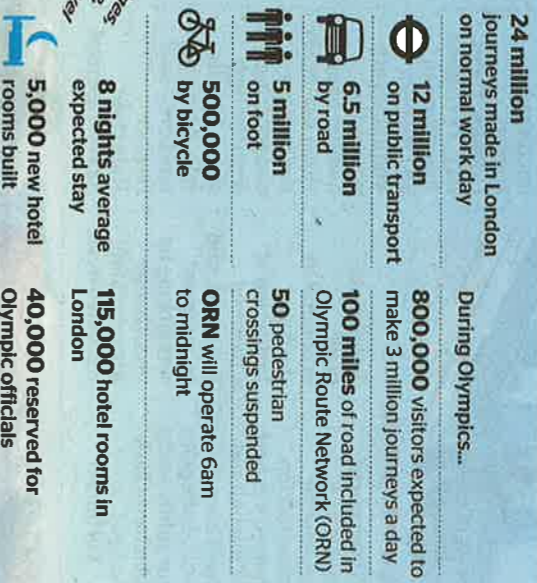 24 million
journeys made in London
on normal work day
12 million
on public transport
6.5 million
by road
5 million
on foot
500,000
by bicycle
During Olympics...
800,000 visitors expected to
make 3 million journeys a day
100 miles of road included in
Olympic Route Network (ORN)
50 pedestrian
crossings suspended
ORN will operate 6am
to midnight
8 nights average
expected stay
115,000 hotel rooms in
London
5,000 new hotel
rooms built
40,000 reserved for
Olympic officials